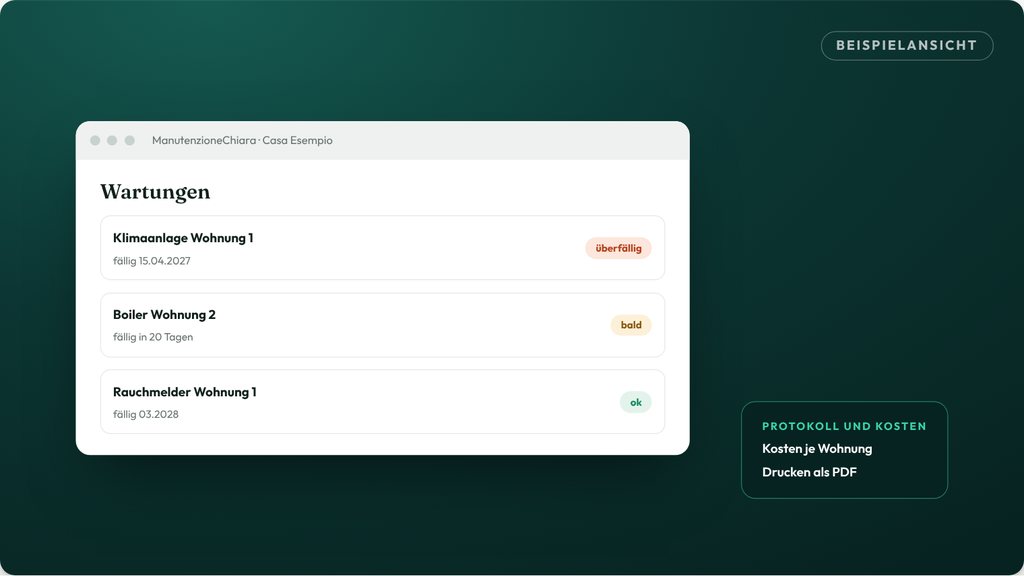 BEISPIELANSICHT
ManutenzioneChiara · Casa Esempio
Wartungen
Klimaanlage Wohnung 1
fällig 15.04.2027
überfällig
Boiler Wohnung 2
fällig in 20 Tagen
bald
Rauchmelder Wohnung 1
fällig 03.2028
ok
PROTOKOLL UND KOSTEN
Kosten je Wohnung
Drucken als PDF